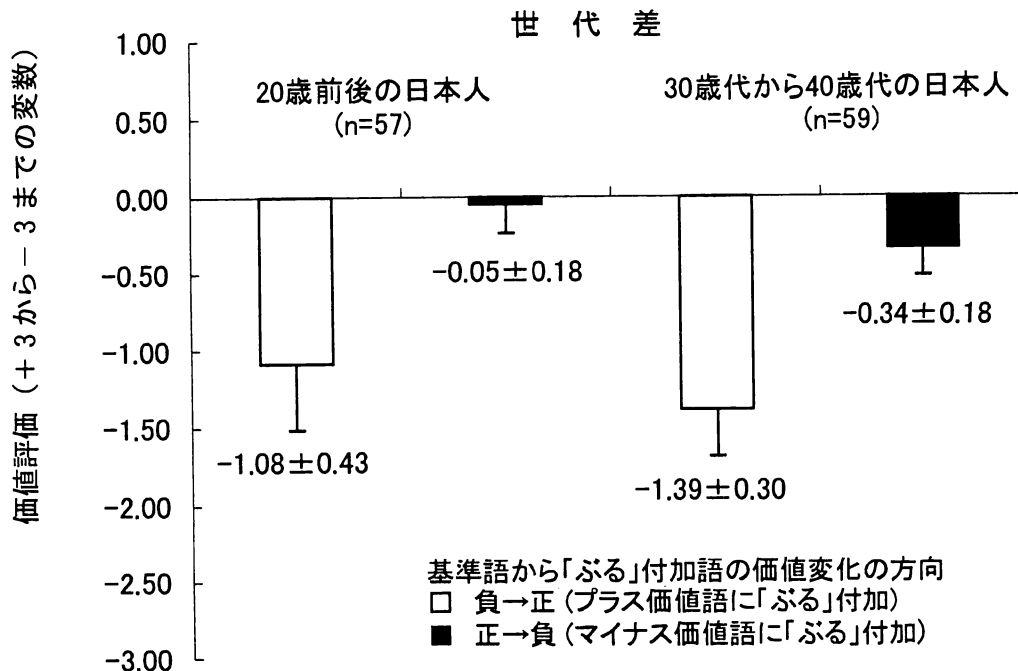 世 代 差
価値評価（＋3から－3までの変数）
1.00
0.50
0.00
-0.50
-1.00
-1.50
-2.00
-2.50
-3.00
20歳前後の日本人
(n=57)
30歳代から40歳代の日本人
(n=59)
-1.08±0.43
-0.05±0.18
-1.39±0.30
-0.34±0.18
基準語から「ぶる」付加語の価値変化の方向
□ 負→正（プラス価値語に「ぶる」付加）
■ 正→負（マイナス価値語に「ぶる」付加）